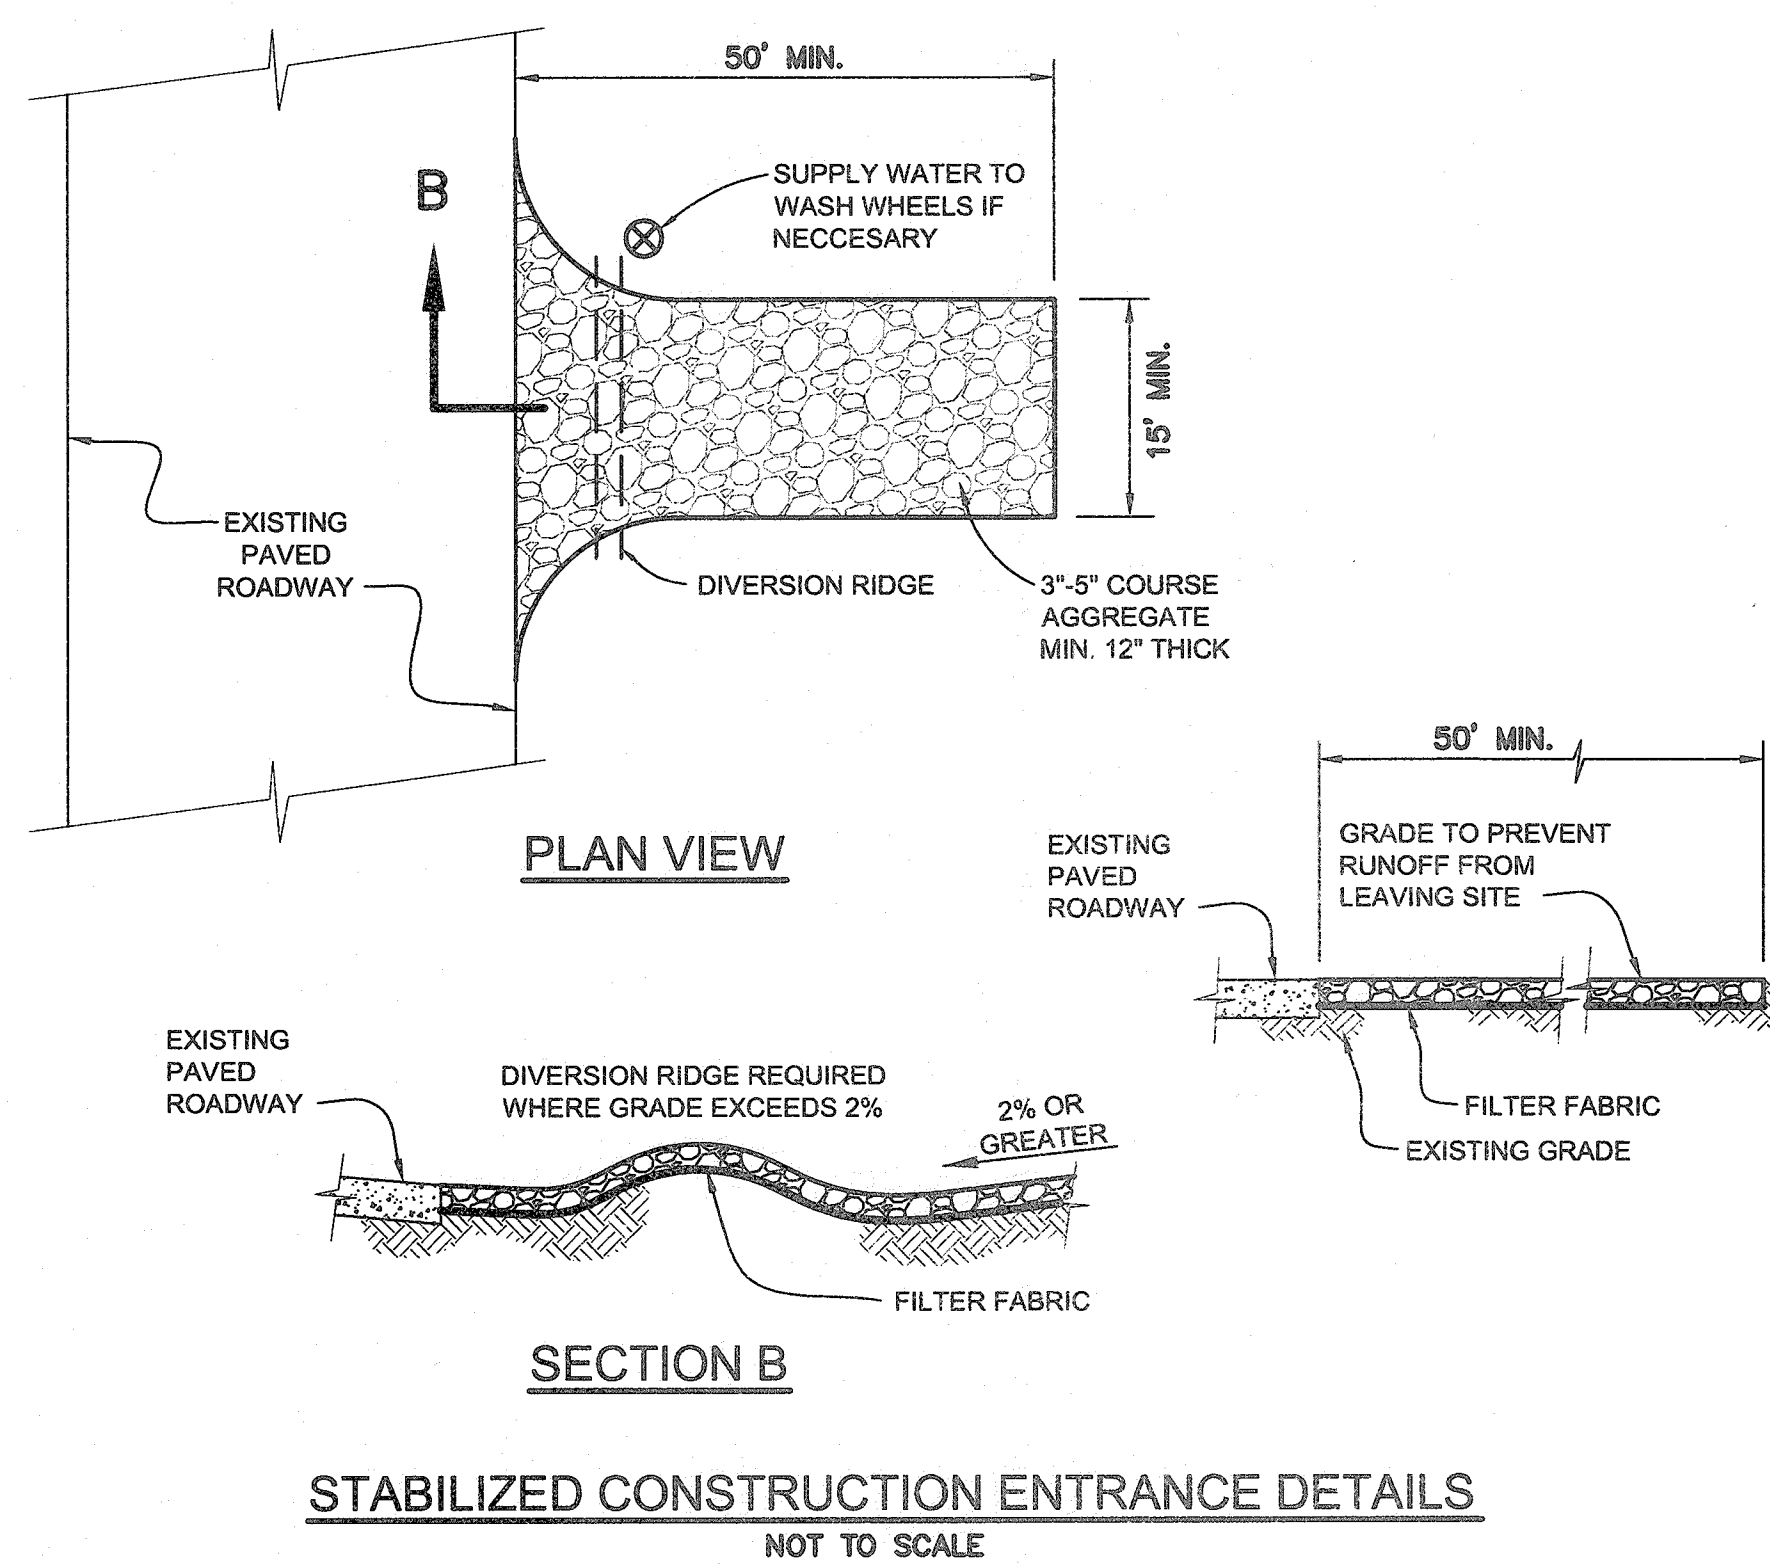 50' MIN.
SUPPLY WATER TO
WASH WHEELS IF
NECCESARY
B
15' MIN.
EXISTING
PAVED
ROADWAY
DIVERSION RIDGE
3"-5" COURSE
AGGREGATE
MIN. 12" THICK
PLAN VIEW
50' MIN.
EXISTING
PAVED
ROADWAY
GRADE TO PREVENT
RUNOFF FROM
LEAVING SITE
FILTER FABRIC
EXISTING GRADE
EXISTING
PAVED
ROADWAY
DIVERSION RIDGE REQUIRED
WHERE GRADE EXCEEDS 2%
2% OR
GREATER
FILTER FABRIC
SECTION B
STABILIZED CONSTRUCTION ENTRANCE DETAILS
NOT TO SCALE